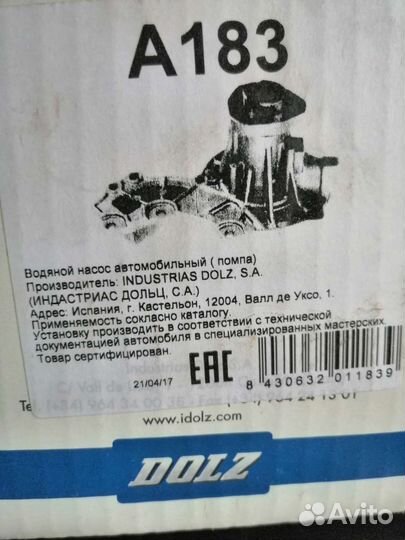 A183
Водяной насос автомобильный ( помпа)
Производитель: INDUSTRIAS DOLZ, S.A.
(ИНДАСТРИАС ДОЛЬЦ, С.А.)
Адрес: Испания, г. Кастельон, 12004, Валл де Уксо, 1.
Применяемость согласно каталогу.
Установку производить в соответствии с технической
документацией автомобиля в специализированных мастерских.
Товар сертифицирован.
21/04/17
EAC
8 430632 011839
www.idolz.com
DOLZ
Avito